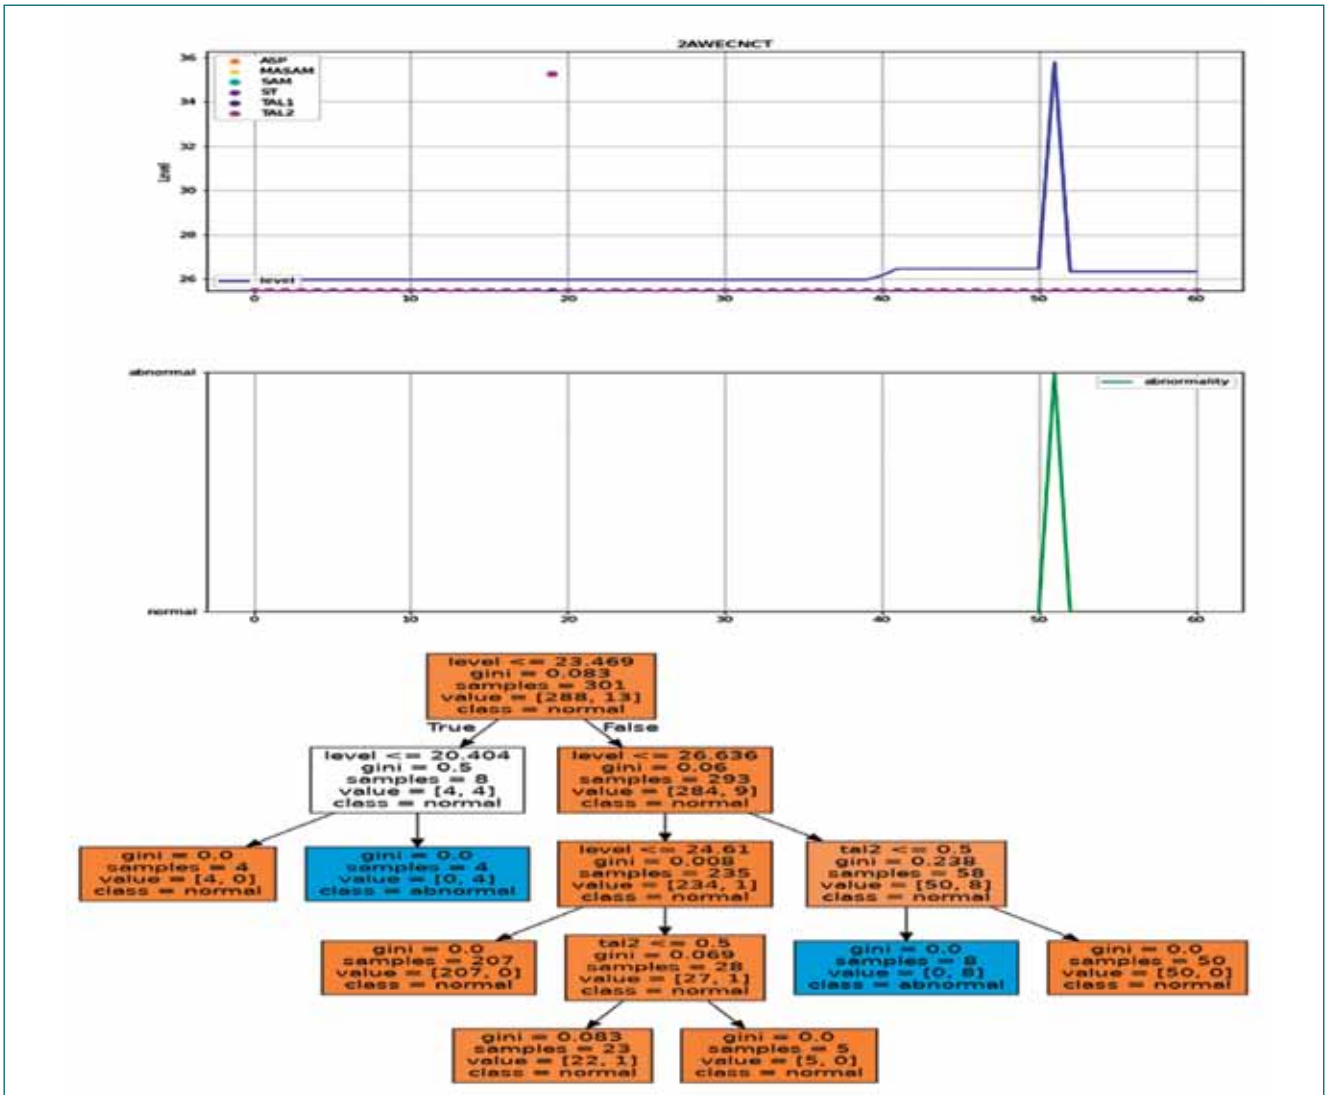 2AWECNCT
36
34
32
30
28
26
Level
ASP
MASAM
SAM
ST
TAL1
TAL2
level
0 10 20 30 40 50 60
abnormal
normal
abnormality
0 10 20 30 40 50 60
level <= 23.469
gini = 0.083
samples = 301
value = [288, 13]
class = normal
True
False
level <= 20.404
gini = 0.5
samples = 8
value = [4, 4]
class = normal
level <= 26.636
gini = 0.06
samples = 293
value = [284, 9]
class = normal
gini = 0.0
samples = 4
value = [4, 0]
class = normal
gini = 0.0
samples = 4
value = [0, 4]
class = abnormal
level <= 24.61
gini = 0.008
samples = 235
value = [234, 1]
class = normal
tal2 <= 0.5
gini = 0.238
samples = 58
value = [50, 8]
class = normal
gini = 0.0
samples = 207
value = [207, 0]
class = normal
tal2 <= 0.5
gini = 0.069
samples = 28
value = [27, 1]
class = normal
gini = 0.0
samples = 8
value = [0, 8]
class = abnormal
gini = 0.0
samples = 50
value = [50, 0]
class = normal
gini = 0.083
samples = 23
value = [22, 1]
class = normal
gini = 0.0
samples = 5
value = [5, 0]
class = normal